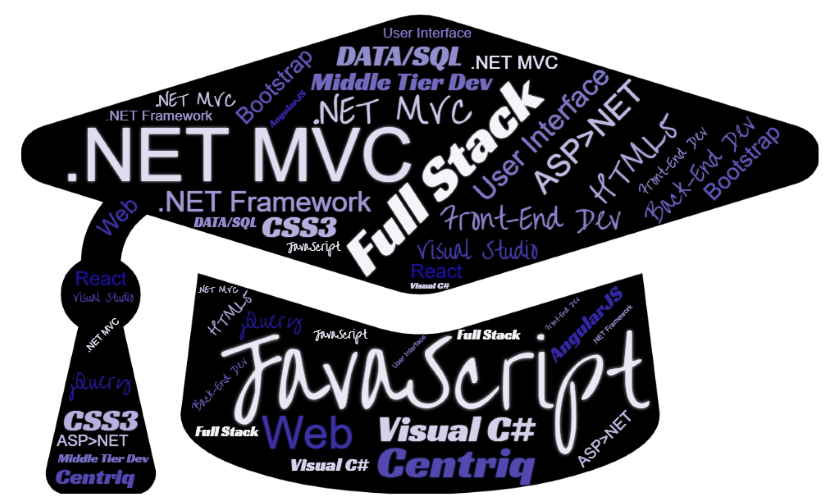 User Interface
DATA/SQL
.NET MVC
Bootstrap
Middle Tier Dev
AngularJS
.NET MVC
.NET Framework
.NET MVC
User Interface
ASP>NET
HTML5
Front-End Dev
Back-End Dev
Bootstrap
.NET MVC
Full Stack
.NET Framework
DATA/SQL
CSS3
Front-End Dev
JavaScript
Visual Studio
React
Visual C#
Web
React
Visual Studio
.NET MVC
jQuery
CSS3
ASP>NET
Middle Tier Dev
Centriq
.NET MVC
HTML5
jQuery
JavaScript
User Interface
Full Stack
Front-End Dev
AngularJS
.NET Framework
Back-End Dev
JavaScript
Full Stack
Web
Visual C#
ASP>NET
Visual C#
Centriq